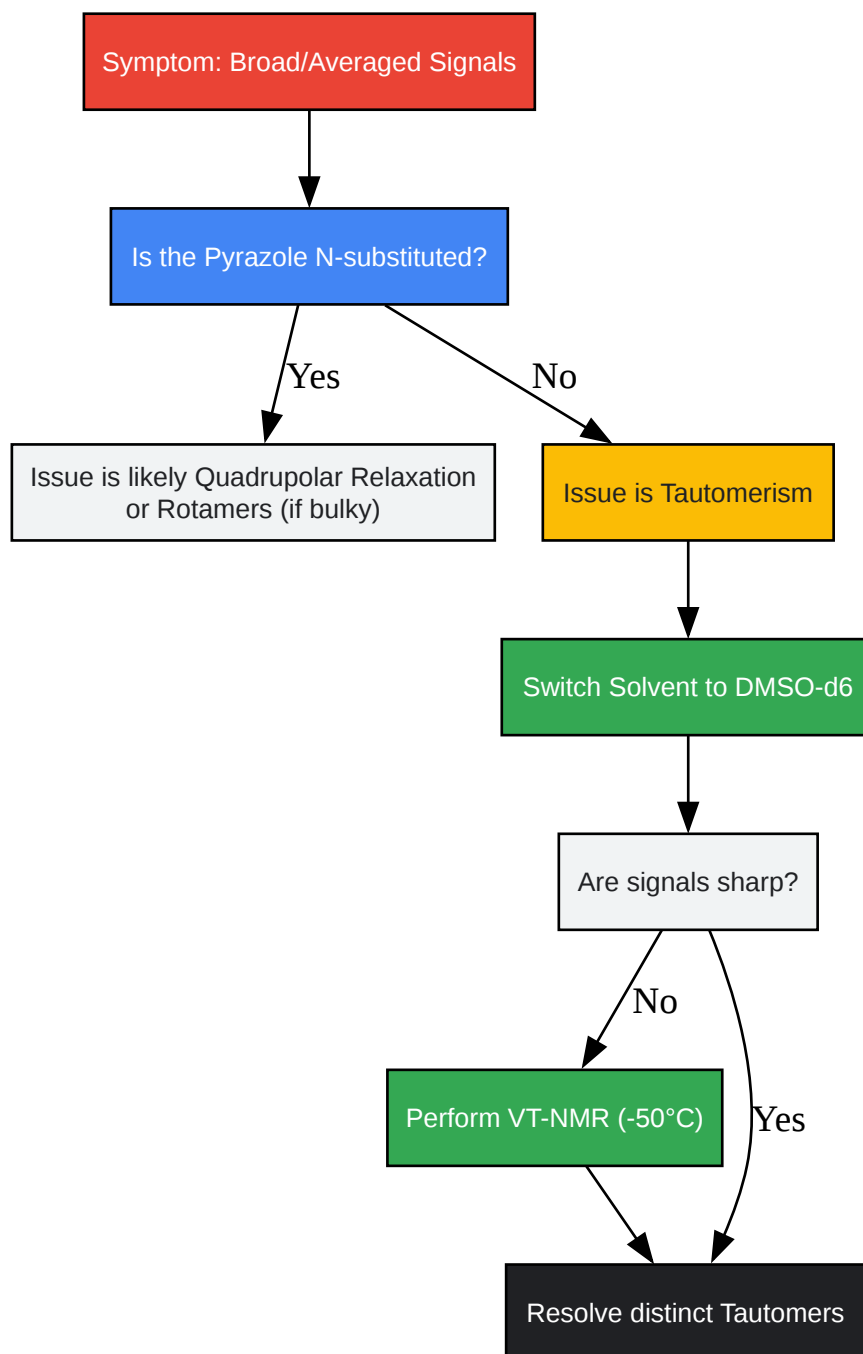 Symptom: Broad/Averaged Signals
Is the Pyrazole N-substituted?
Yes
No
Issue is likely Quadrupolar Relaxation
or Rotamers (if bulky)
Issue is Tautomerism
Switch Solvent to DMSO-d6
Are signals sharp?
No
Perform VT-NMR (-50°C)
Yes
Resolve distinct Tautomers